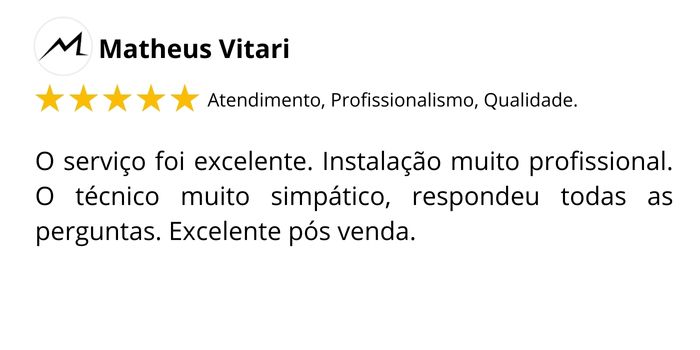 Matheus Vitari
Atendimento, Profissionalismo, Qualidade.
O serviço foi excelente. Instalação muito profissional.
O técnico muito simpático, respondeu todas as
perguntas. Excelente pós venda.